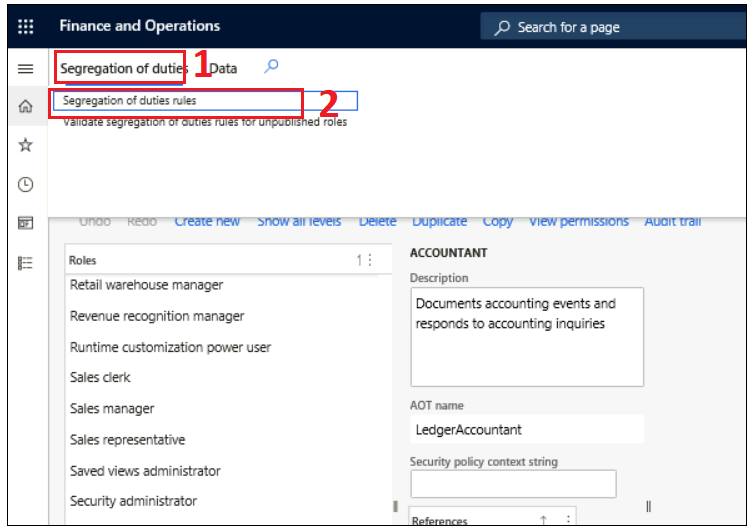 Finance and Operations
Search for a page
Segregation of duties 1 Data
Segregation of duties rules 2
Validate segregation of duties rules for unpublished roles
Undo Redo Create new Show all levels Delete Duplicate Copy View permissions Audit trail
Roles 1
ACCOUNTANT
Retail warehouse manager
Revenue recognition manager
Runtime customization power user
Sales clerk
Sales manager
Sales representative
Saved views administrator
Security administrator
Description
Documents accounting events and
responds to accounting inquiries
AOT name
LedgerAccountant
Security policy context string
References